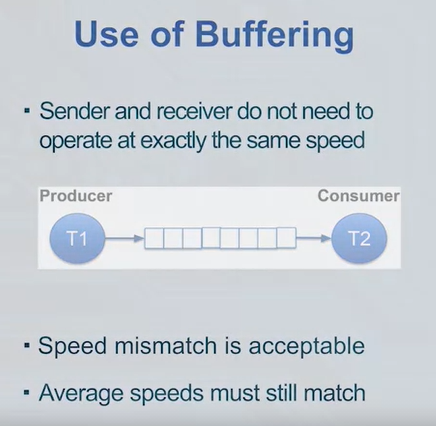 Use of Buffering
▪ Sender and receiver do not need to
operate at exactly the same speed
Producer Consumer
T1 T2
▪ Speed mismatch is acceptable
▪ Average speeds must still match